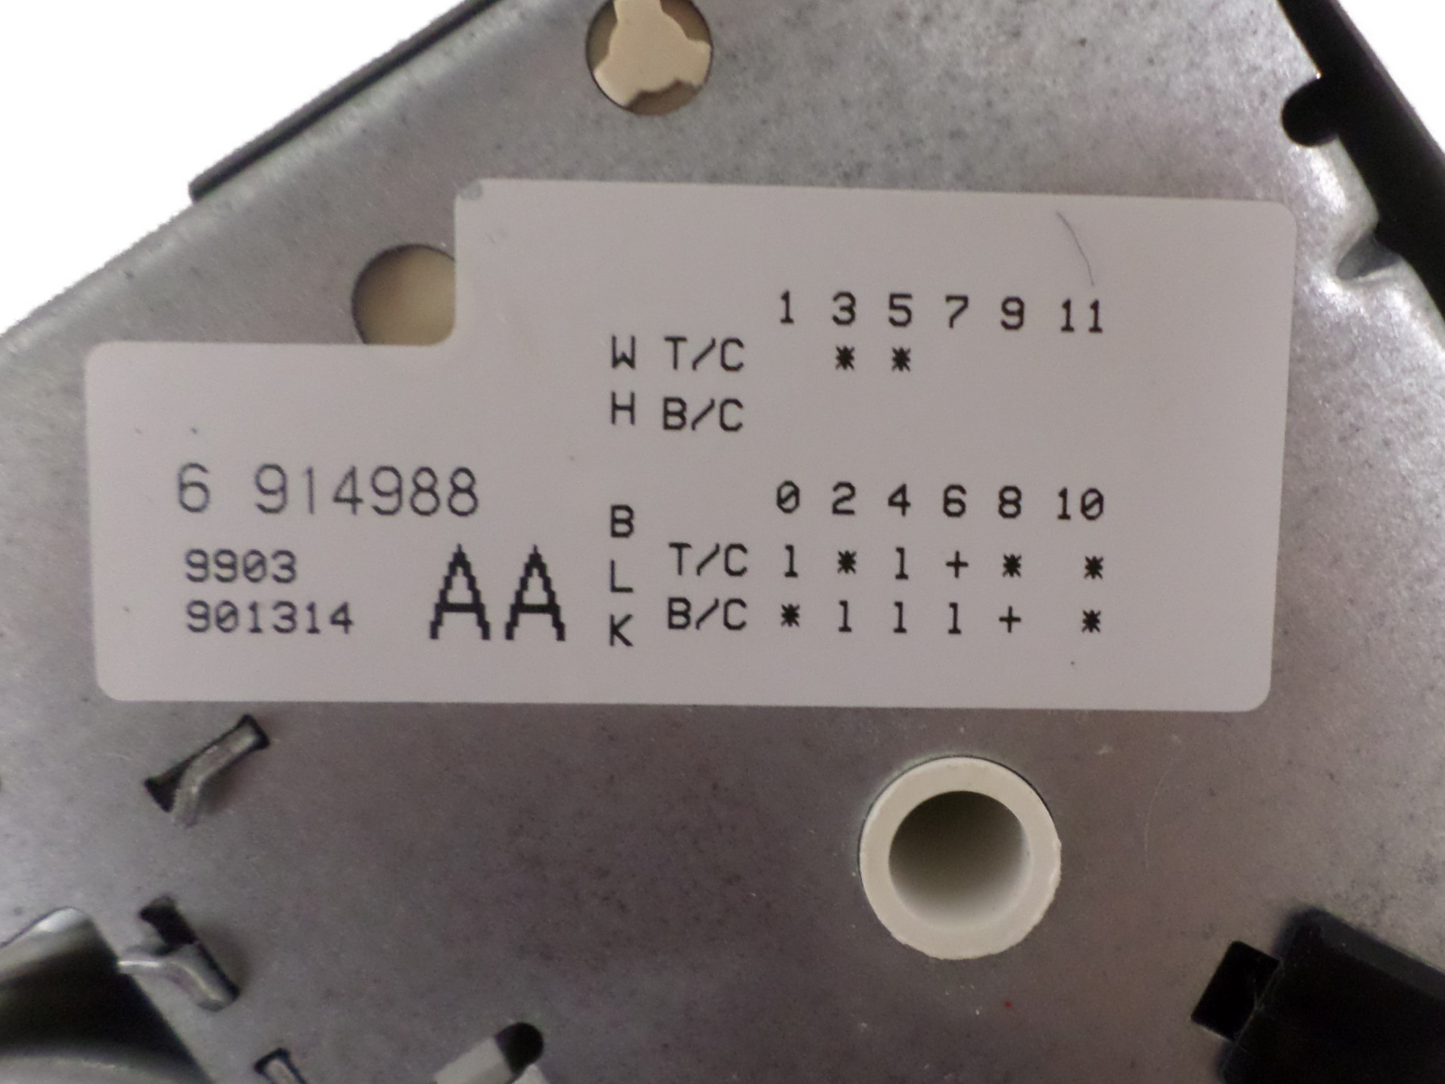 1 3 5 7 9 11
W T/C * *
H B/C
6 914988
0 2 4 6 8 10
B
9903
AA
L
T/C 1 * 1 + * *
901314
K
B/C * 1 1 1 + *